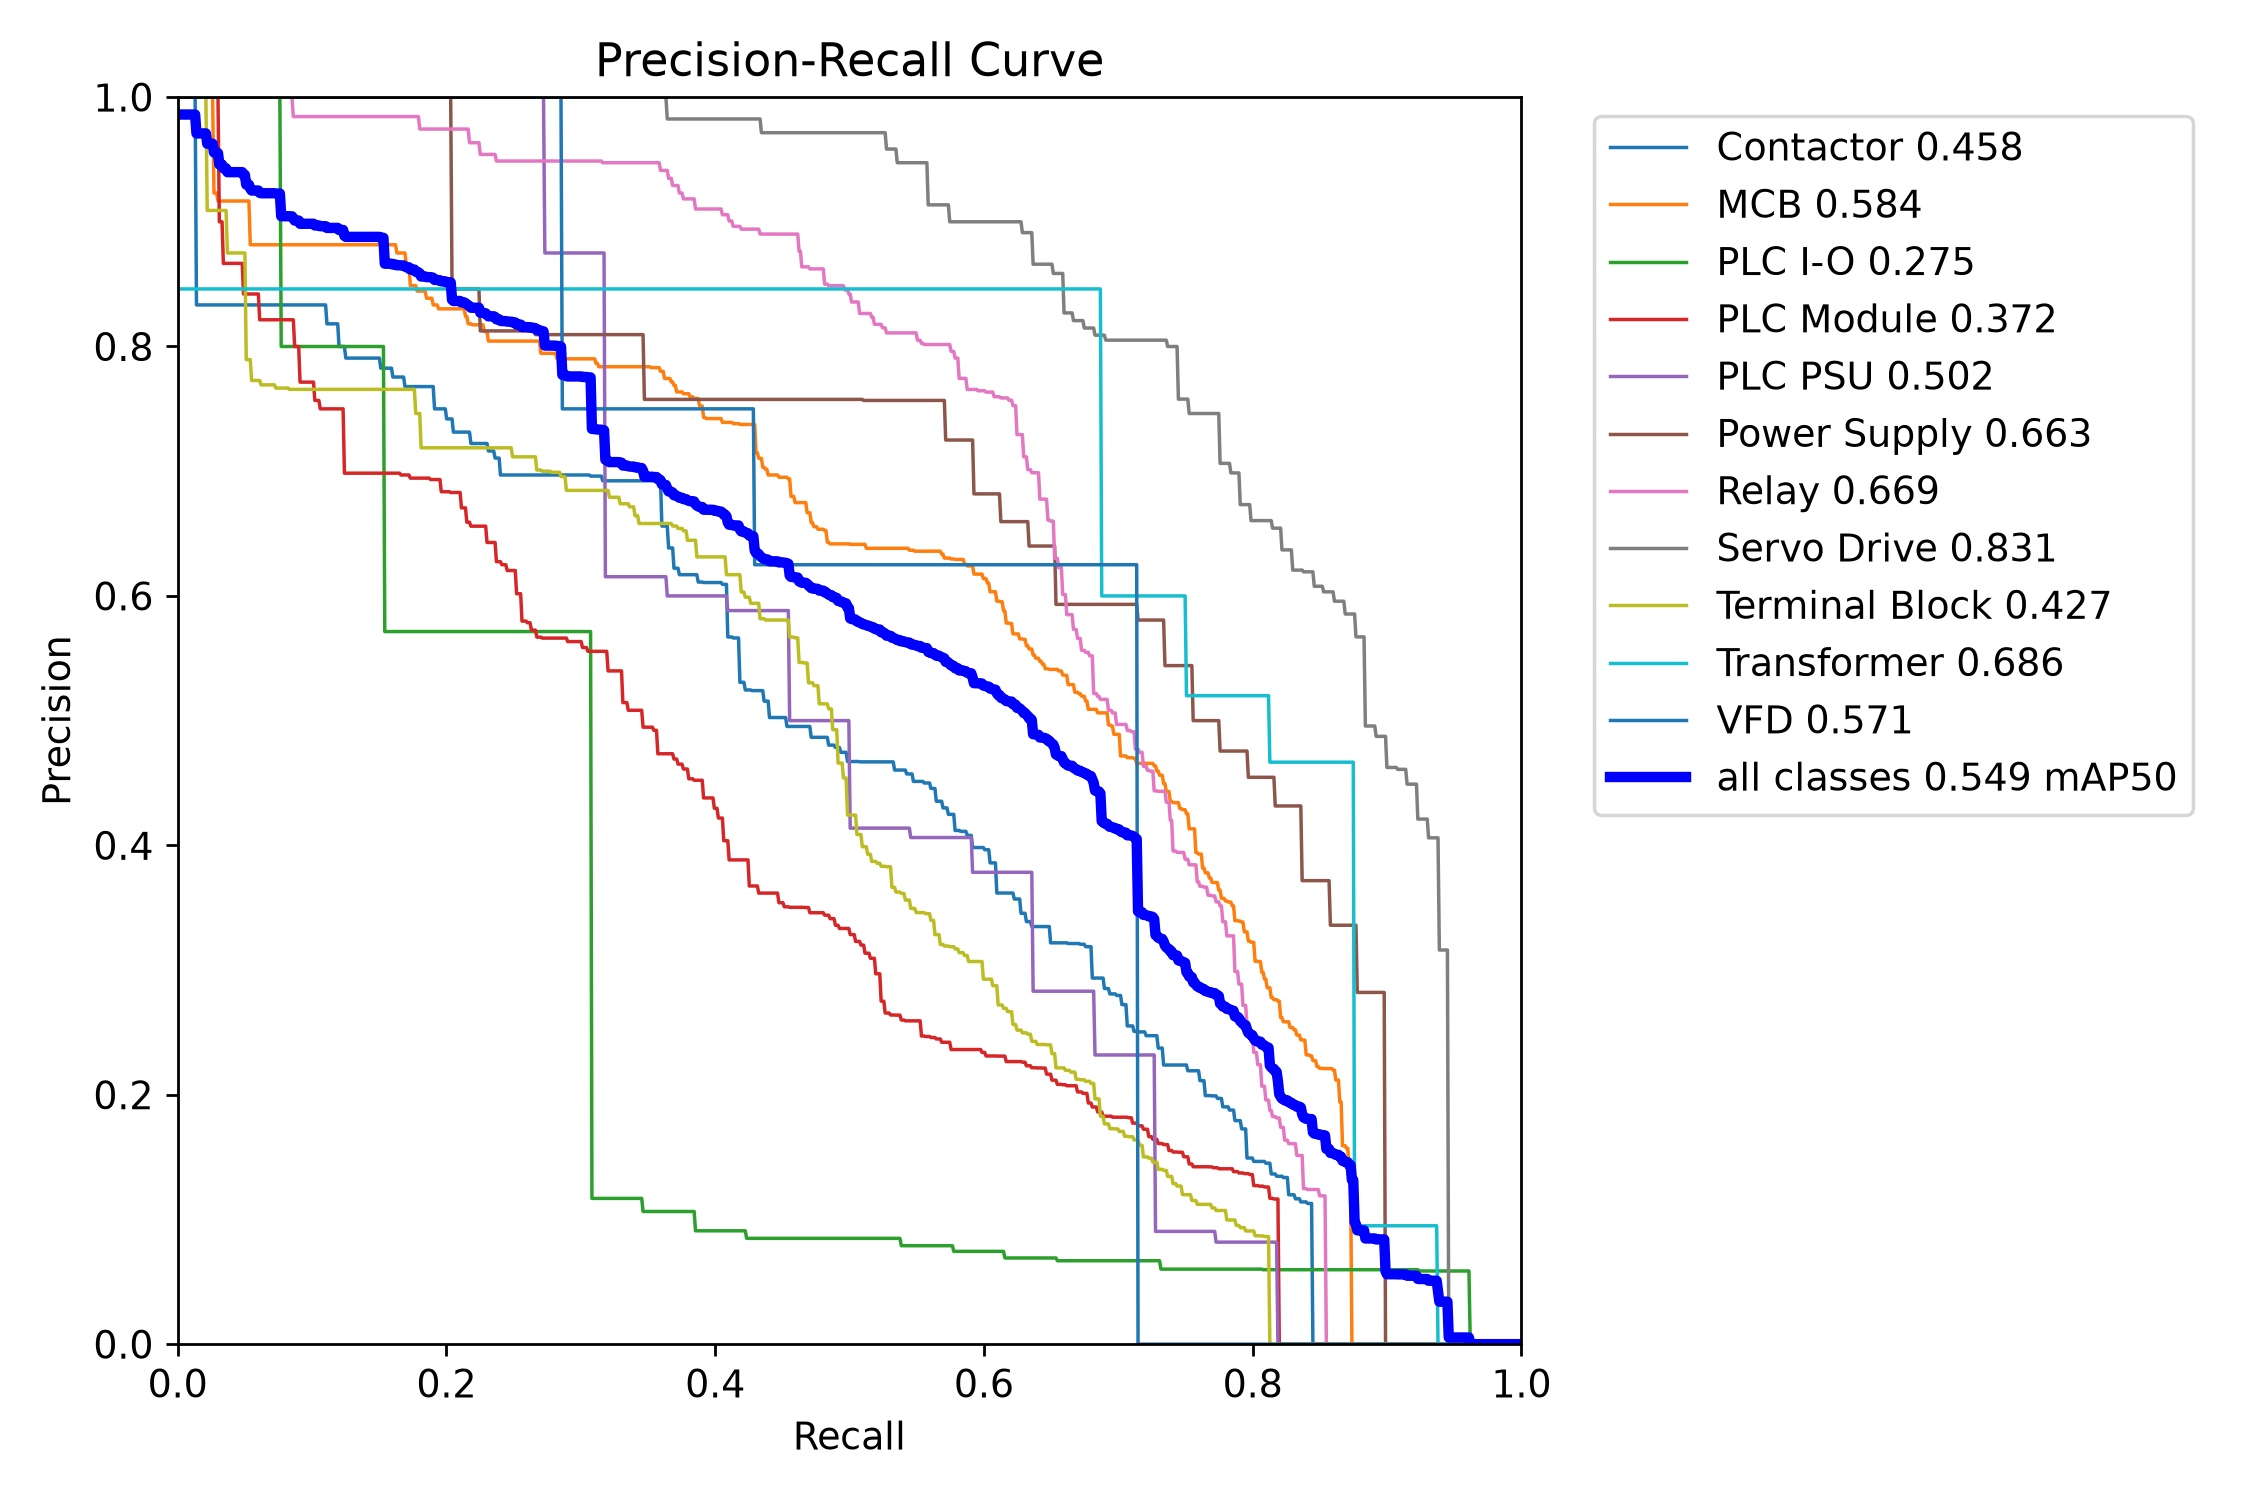 Precision-Recall Curve
1.0
0.8
0.6
0.4
0.2
0.0
Precision
0.0 0.2 0.4 0.6 0.8 1.0
Recall
Contactor 0.458
MCB 0.584
PLC I-O 0.275
PLC Module 0.372
PLC PSU 0.502
Power Supply 0.663
Relay 0.669
Servo Drive 0.831
Terminal Block 0.427
Transformer 0.686
VFD 0.571
all classes 0.549 mAP50